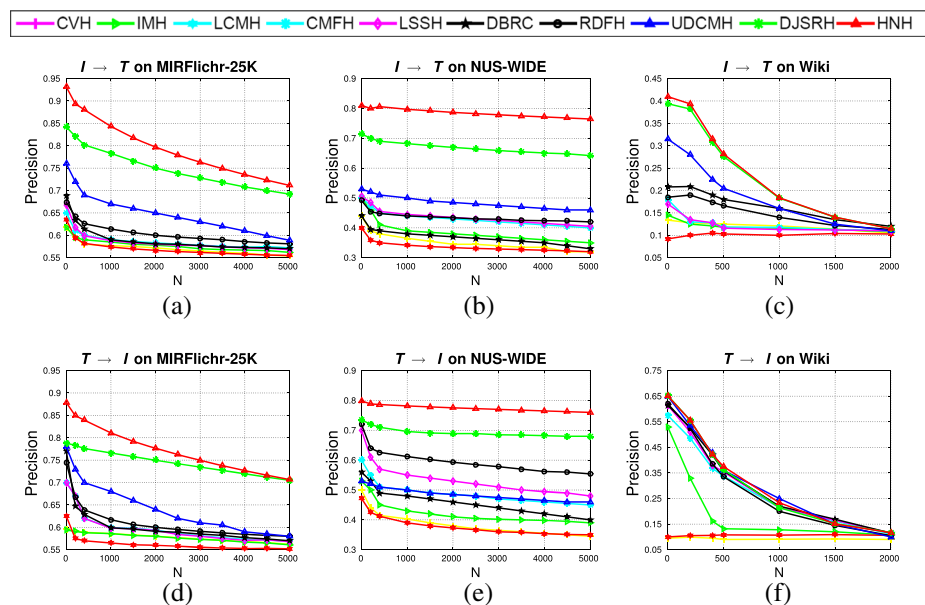 CVH IMH LCMH CMFH LSSH DBRC RDFH UDCMH DJSRH HNH
I → T on MIRFlichr-25K
I → T on NUS-WIDE
I → T on Wiki
0.95
0.9
0.85
0.8
0.75
0.7
0.65
0.6
0.55
Precision
0 1000 2000 3000 4000 5000
N
(a)
0.9
0.8
0.7
0.6
0.5
0.4
0.3
Precision
0 1000 2000 3000 4000 5000
N
(b)
0.45
0.4
0.35
0.3
0.25
0.2
0.15
0.1
0.05
Precision
0 500 1000 1500 2000
N
(c)
T → I on MIRFlichr-25K
T → I on NUS-WIDE
T → I on Wiki
0.95
0.9
0.85
0.8
0.75
0.7
0.65
0.6
0.55
Precision
0 1000 2000 3000 4000 5000
N
(d)
0.9
0.8
0.7
0.6
0.5
0.4
0.3
Precision
0 1000 2000 3000 4000 5000
N
(e)
0.75
0.65
0.55
0.45
0.35
0.25
0.15
0.05
Precision
0 500 1000 1500 2000
N
(f)